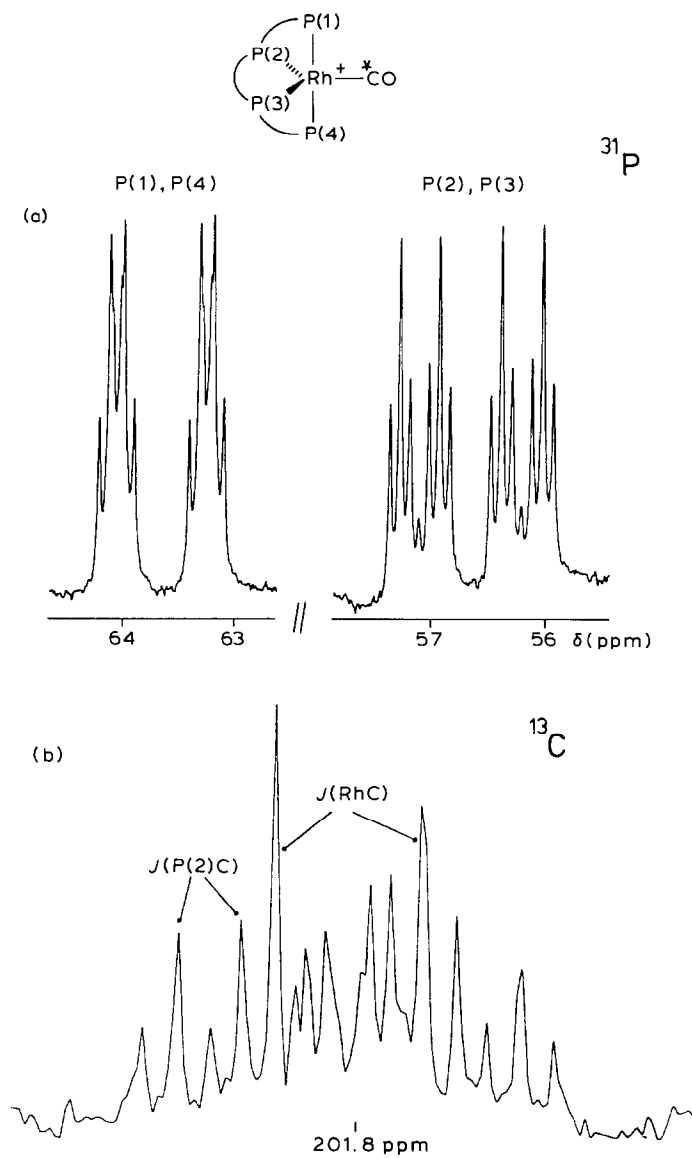 P(1)
P(2) Rh + *CO
P(3)
P(4)
31P
P(1), P(4) P(2), P(3)
(a)
64 63 // 57 56 δ(ppm)
13C
(b)
J(RhC)
J(P(2)C)
201.8 ppm